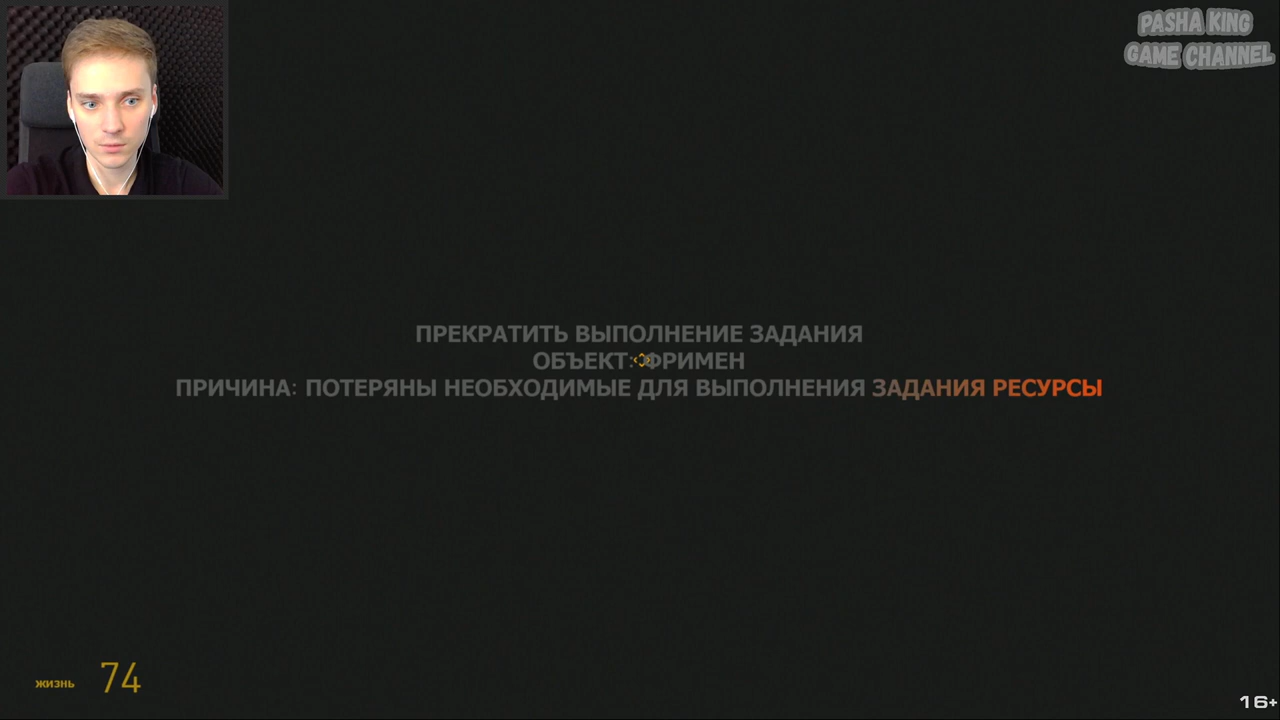 PASHA KING
GAME CHANNEL
ПРЕКРАТИТЬ ВЫПОЛНЕНИЕ ЗАДАНИЯ
ОБЪЕКТ: ФРИМЕН
ПРИЧИНА: ПОТЕРЯНЫ НЕОБХОДИМЫЕ ДЛЯ ВЫПОЛНЕНИЯ ЗАДАНИЯ РЕСУРСЫ
ЖИЗНЬ 74
16+